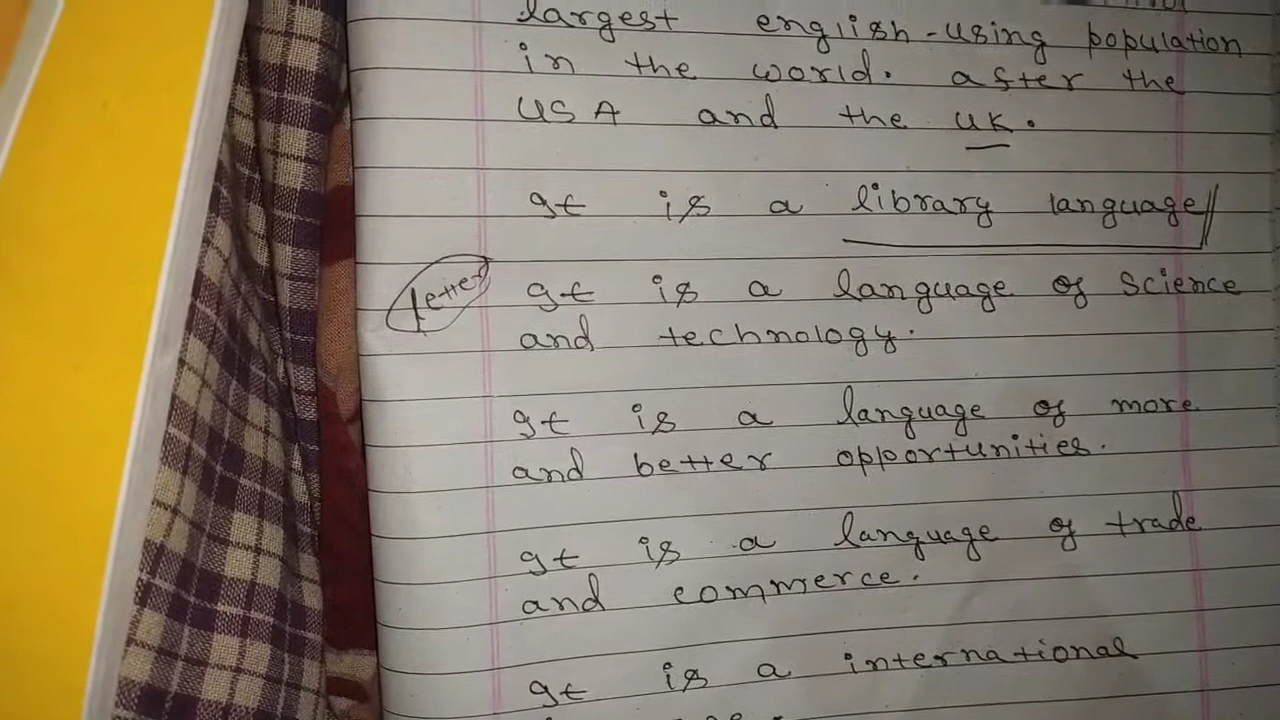 largest english-using population
in the world. after the
USA and the UK.
It is a library language
letter
It is a language of science
and technology.
It is a language of more
and better opportunities.
It is a language of trade
and commerce.
It is a international